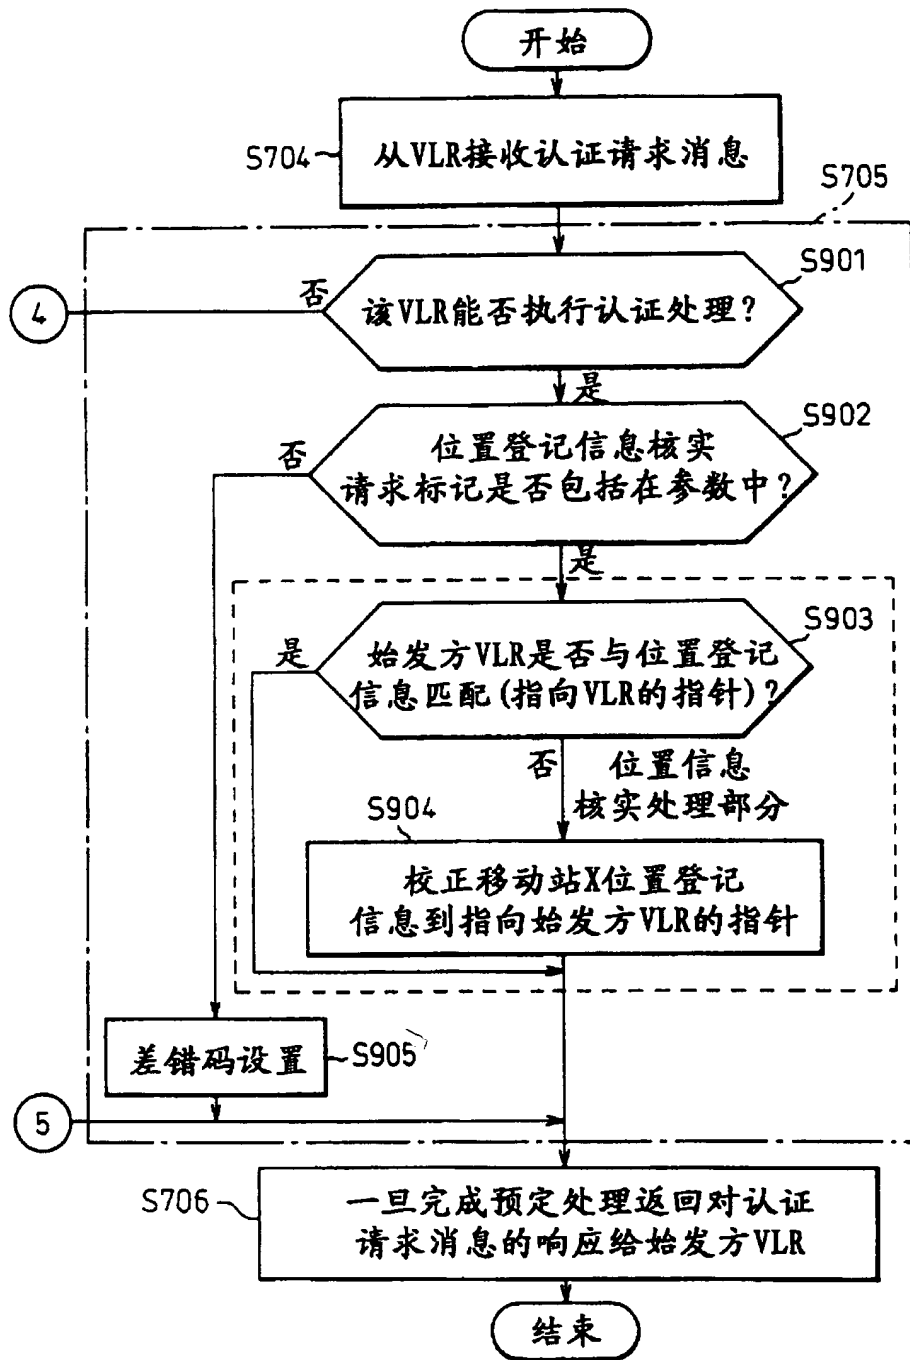 开始
S704
从VLR接收认证请求消息
S705
S901
否
该VLR能否执行认证处理?
4
是
S902
否
位置登记信息核实
请求标记是否包括在参数中?
是
S903
是
始发方VLR是否与位置登记
信息匹配(指向VLR的指针)?
否
位置信息
核实处理部分
S904
校正移动站X位置登记
信息到指向始发方VLR的指针
差错码设置
S905
5
S706
一旦完成预定处理返回对认证
请求消息的响应给始发方VLR
结束